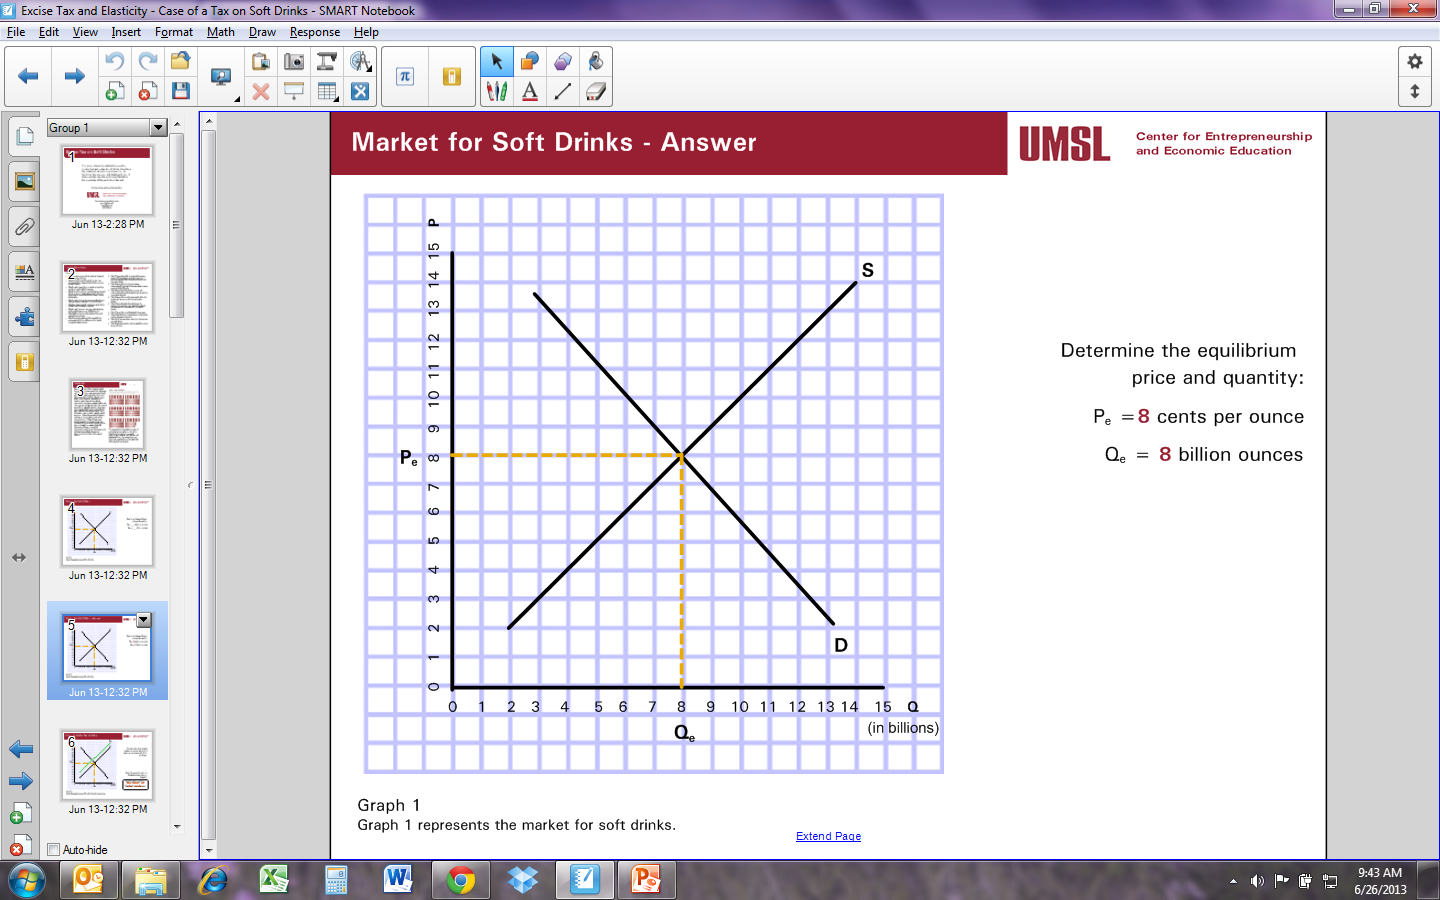 Excise Tax and Elasticity - Case of a Tax on Soft Drinks - SMART Notebook
File Edit View Insert Format Math Draw Response Help
Group 1
1
Jun 13-2:28 PM
2
Jun 13-12:32 PM
3
Jun 13-12:32 PM
4
Jun 13-12:32 PM
5
Jun 13-12:32 PM
6
Jun 13-12:32 PM
Auto-hide
Market for Soft Drinks - Answer
UMSL
Center for Entrepreneurship
and Economic Education
P
15
14
13
12
11
10
9
8
7
6
5
4
3
2
1
0
Pe
S
D
0 1 2 3 4 5 6 7 8 9 10 11 12 13 14 15 Q
(in billions)
Qe
Determine the equilibrium
price and quantity:
Pe = 8 cents per ounce
Qe = 8 billion ounces
Graph 1
Graph 1 represents the market for soft drinks.
Extend Page
9:43 AM
6/26/2013